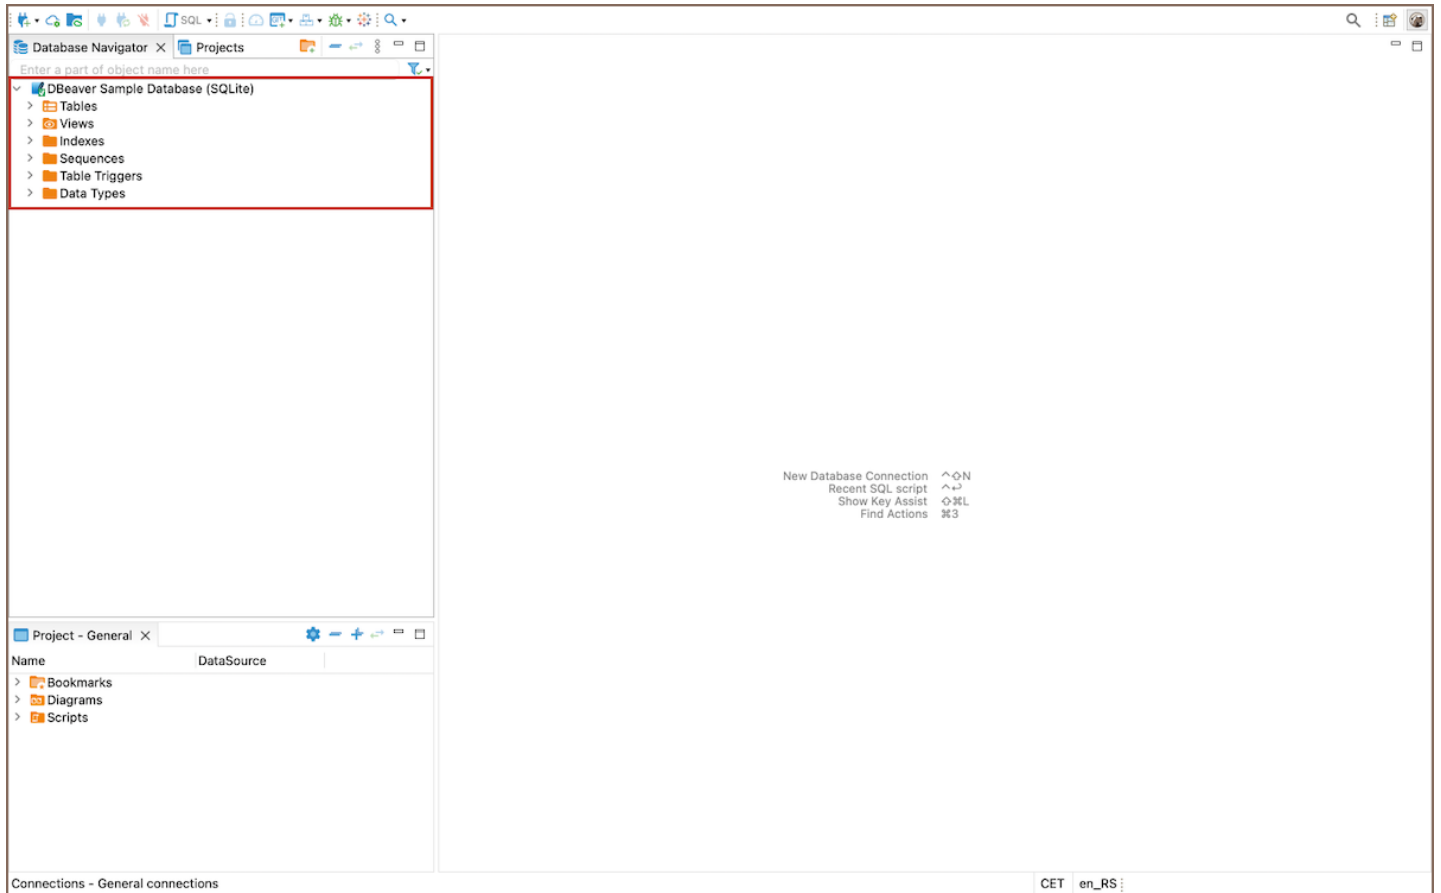 SQL
Database Navigator
Projects
Enter a part of object name here
DBeaver Sample Database (SQLite)
Tables
Views
Indexes
Sequences
Table Triggers
Data Types
New Database Connection ^⇧N
Recent SQL script ^↩
Show Key Assist ⇧⌘L
Find Actions ⌘3
Project - General
Name DataSource
Bookmarks
Diagrams
Scripts
Connections - General connections
CET en_RS